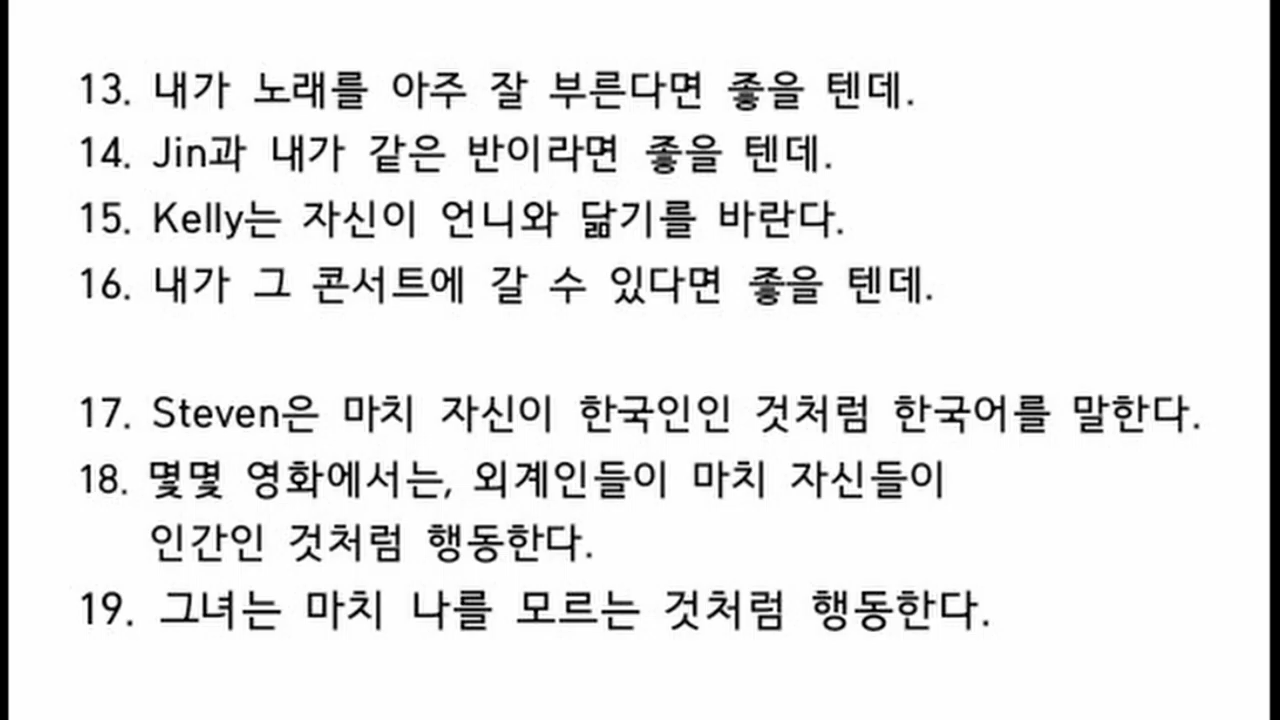 13. 내가 노래를 아주 잘 부른다면 좋을 텐데.
14. Jin과 내가 같은 반이라면 좋을 텐데.
15. Kelly는 자신이 언니와 닮기를 바란다.
16. 내가 그 콘서트에 갈 수 있다면 좋을 텐데.
17. Steven은 마치 자신이 한국인인 것처럼 한국어를 말한다.
18. 몇몇 영화에서는, 외계인들이 마치 자신들이
인간인 것처럼 행동한다.
19. 그녀는 마치 나를 모르는 것처럼 행동한다.